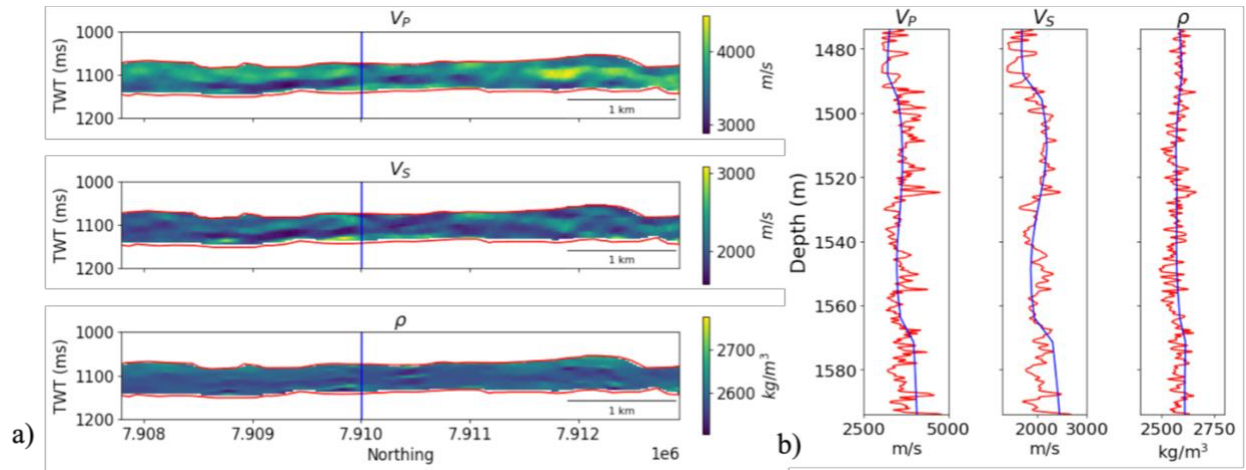 V_P
1000
1100
1200
TWT (ms)
1 km
4000
3000
m/s
V_S
1000
1100
1200
TWT (ms)
1 km
3000
2000
m/s
ρ
1000
1100
1200
TWT (ms)
1 km
2700
2600
kg/m³
7.908 7.909 7.910 7.911 7.912
Northing
1e6
a)
V_P V_S ρ
1480
1500
1520
1540
1560
1580
Depth (m)
2500 5000 2000 3000 2500 2750
m/s m/s kg/m³
b)